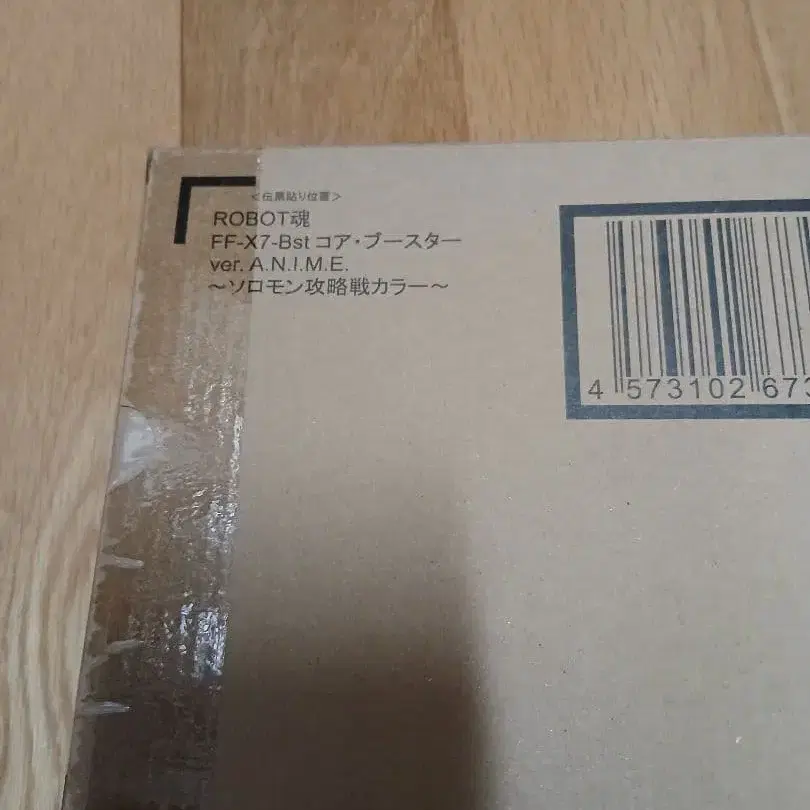 <伝票貼り位置>
ROBOT魂
FF-X7-Bst コア・ブースター
ver. A.N.I.M.E.
～ソロモン攻略戦カラー～
4 573102 673